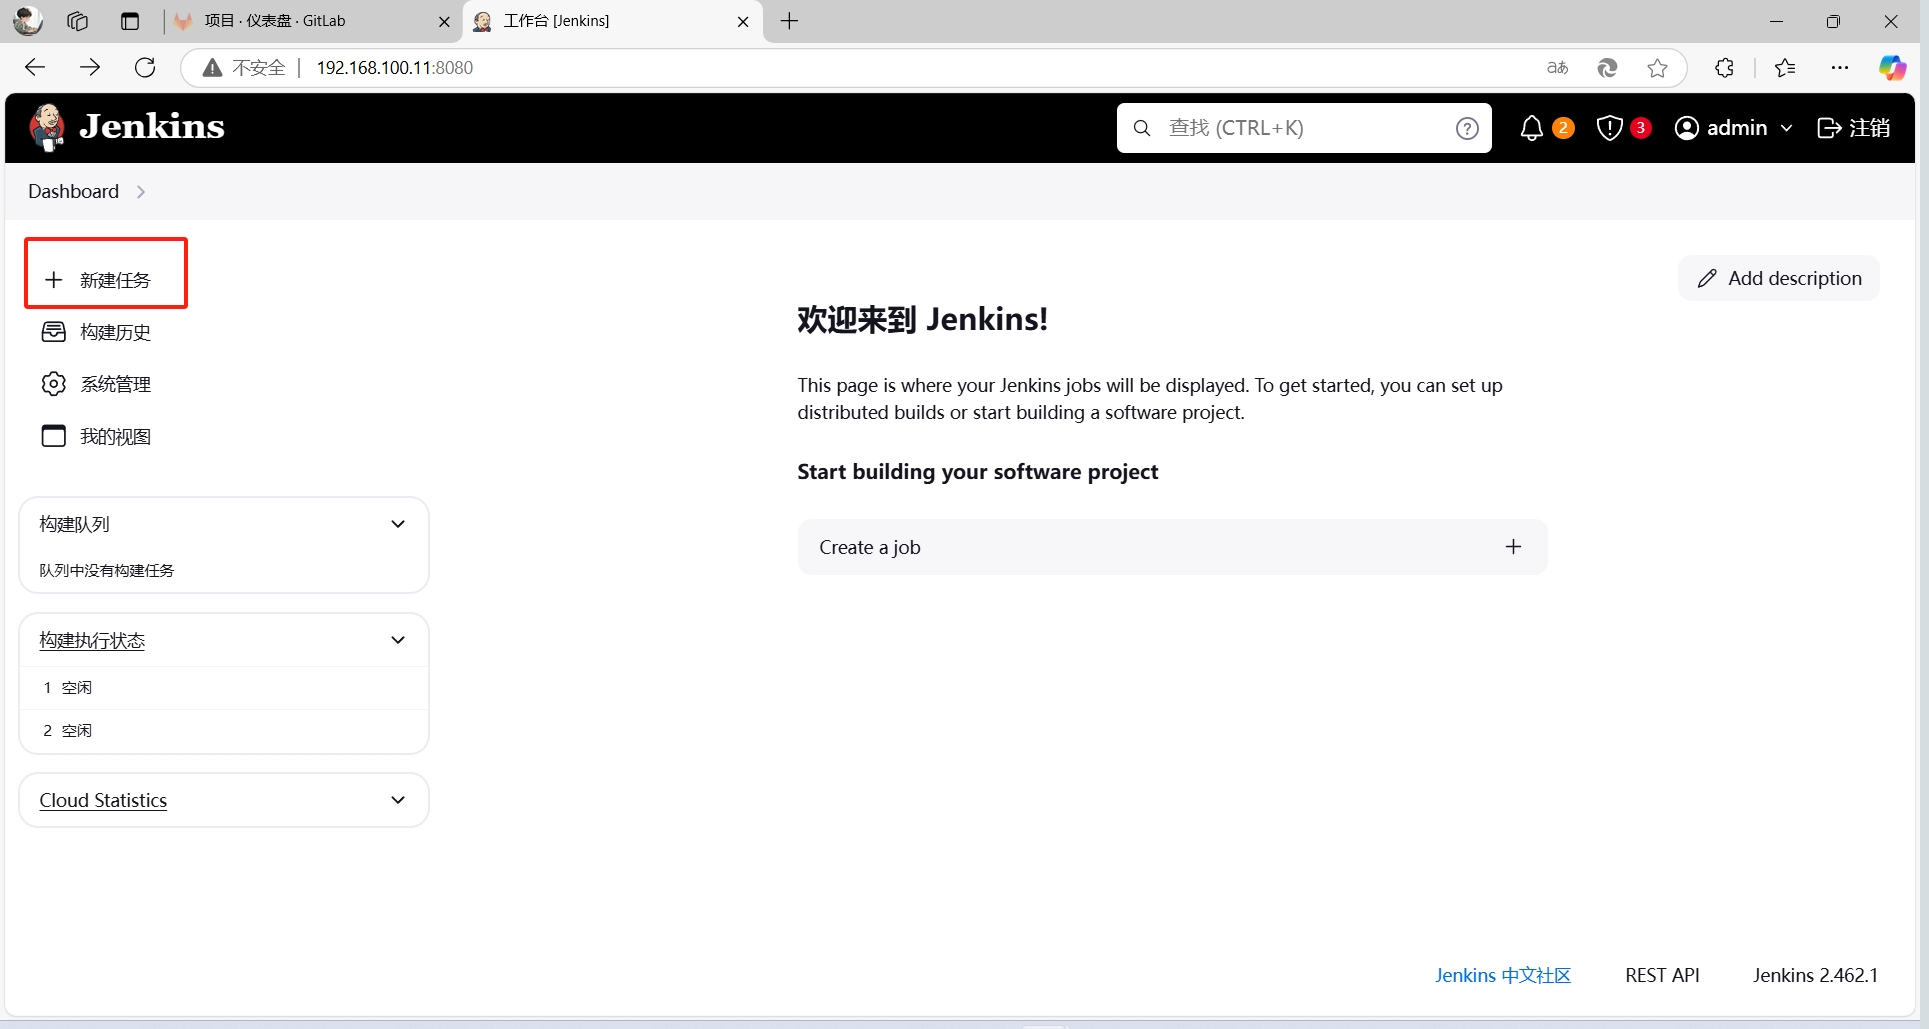 项目 · 仪表盘 · GitLab
工作台 [Jenkins]
不安全 192.168.100.11:8080
aあ
Jenkins
查找 (CTRL+K)
2
3
admin
注销
Dashboard
新建任务
构建历史
系统管理
我的视图
构建队列
队列中没有构建任务
构建执行状态
1 空闲
2 空闲
Cloud Statistics
Add description
欢迎来到 Jenkins!
This page is where your Jenkins jobs will be displayed. To get started, you can set up
distributed builds or start building a software project.
Start building your software project
Create a job
Jenkins 中文社区
REST API
Jenkins 2.462.1